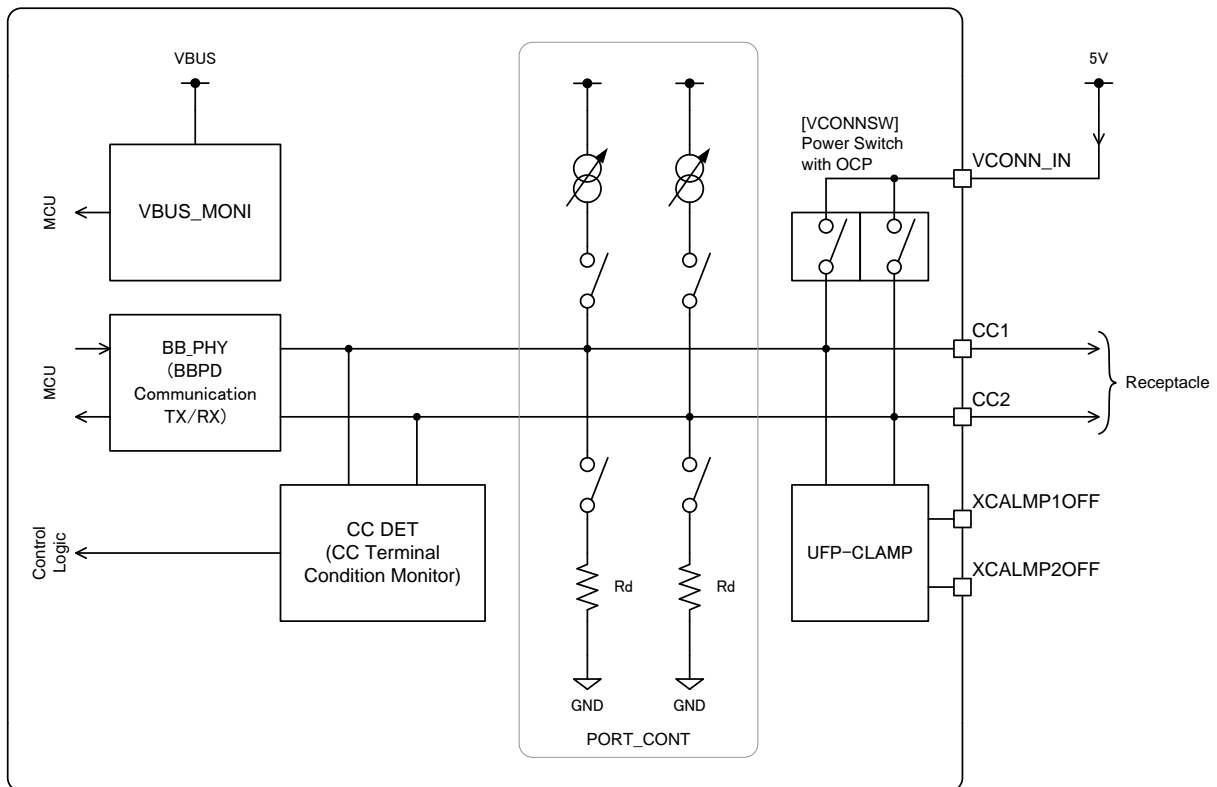 VBUS
5V
[VCONNSW]
Power Switch
with OCP
VCONN_IN
MCU
VBUS_MONI
MCU
BB_PHY
(BBPD
Communication
TX/RX)
CC1
CC2
Receptacle
Control
Logic
CC DET
(CC Terminal
Condition Monitor)
Rd
Rd
UFP-CLAMP
XCALMP1OFF
XCALMP2OFF
GND
GND
PORT_CONT